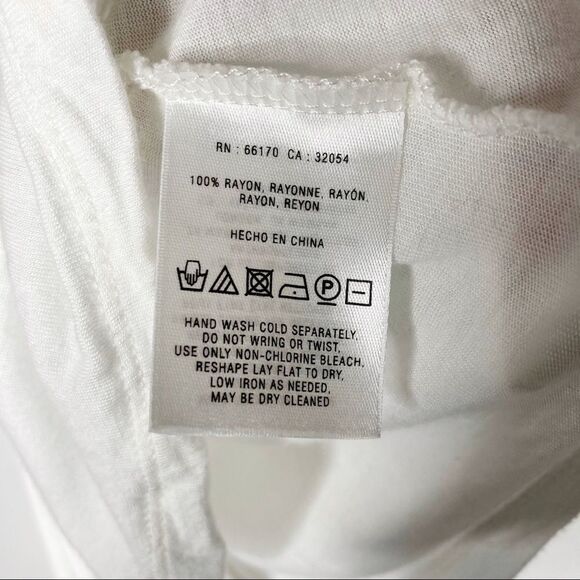 RN : 66170 CA : 32054
100% RAYON, RAYONNE, RAYÓN,
RAYON, REYON
HECHO EN CHINA
P
HAND WASH COLD SEPARATELY.
DO NOT WRING OR TWIST,
USE ONLY NON-CHLORINE BLEACH.
RESHAPE LAY FLAT TO DRY,
LOW IRON AS NEEDED,
MAY BE DRY CLEANED